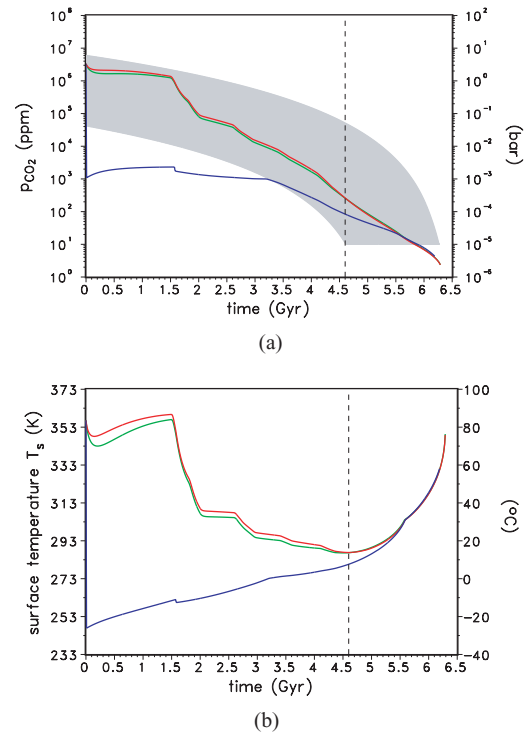 10⁸ 10⁷ 10⁶ 10⁵ 10⁴ 10³ 10² 10¹ 10⁰
p_CO₂ (ppm)
10² 10¹ 10⁰ 10⁻¹ 10⁻² 10⁻³ 10⁻⁴ 10⁻⁵ 10⁻⁶
(bar)
0 0.5 1 1.5 2 2.5 3 3.5 4 4.5 5 5.5 6 6.5
time (Gyr)
(a)
373 353 333 313 293 273 253 233
surface temperature T_s (K)
100 80 60 40 20 0 −20 −40
(°C)
0 0.5 1 1.5 2 2.5 3 3.5 4 4.5 5 5.5 6 6.5
time (Gyr)
(b)